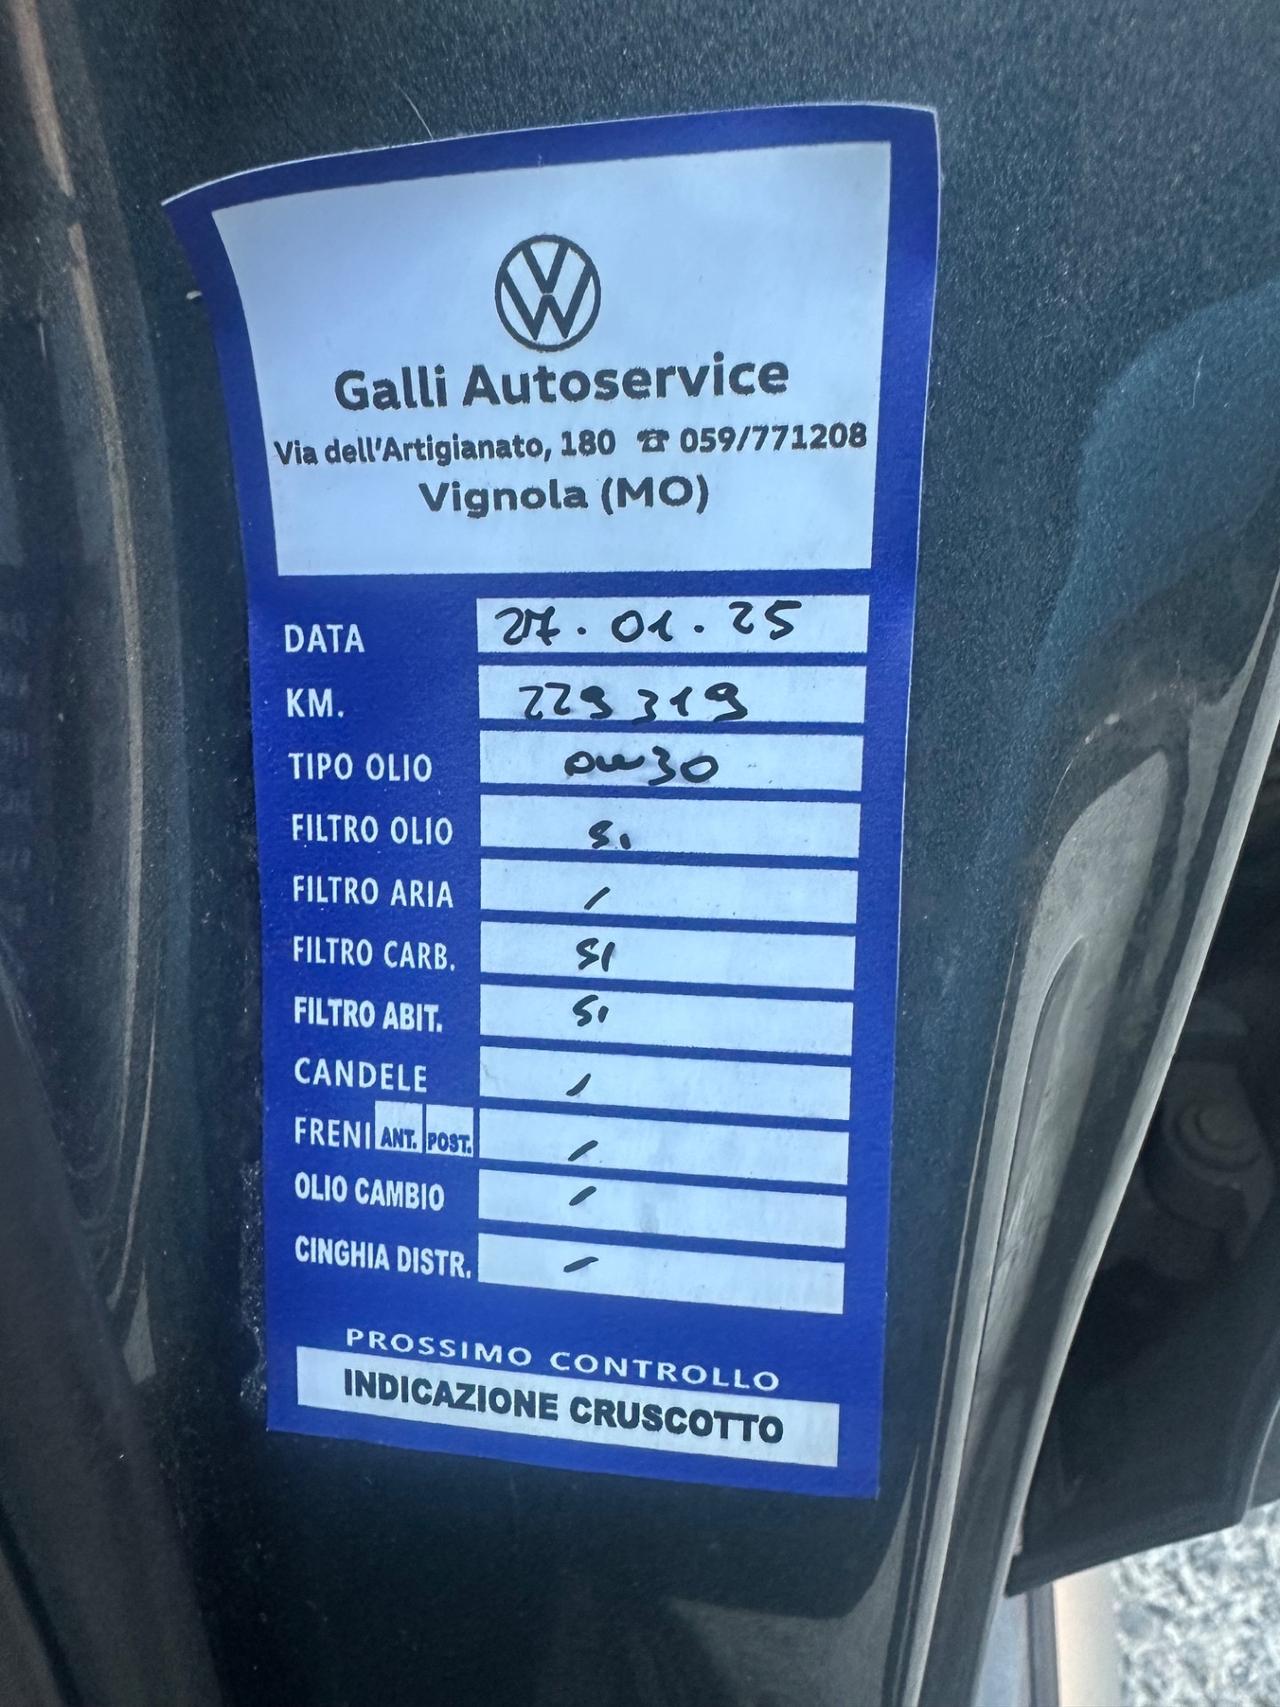 VW
Galli Autoservice
Via dell'Artigianato, 180 ☎ 059/771208
Vignola (MO)
DATA 27.01.25
KM. 229319
TIPO OLIO 0w30
FILTRO OLIO Si
FILTRO ARIA /
FILTRO CARB. SI
FILTRO ABIT. Si
CANDELE /
FRENI ANT. POST. /
OLIO CAMBIO /
CINGHIA DISTR. /
PROSSIMO CONTROLLO
INDICAZIONE CRUSCOTTO